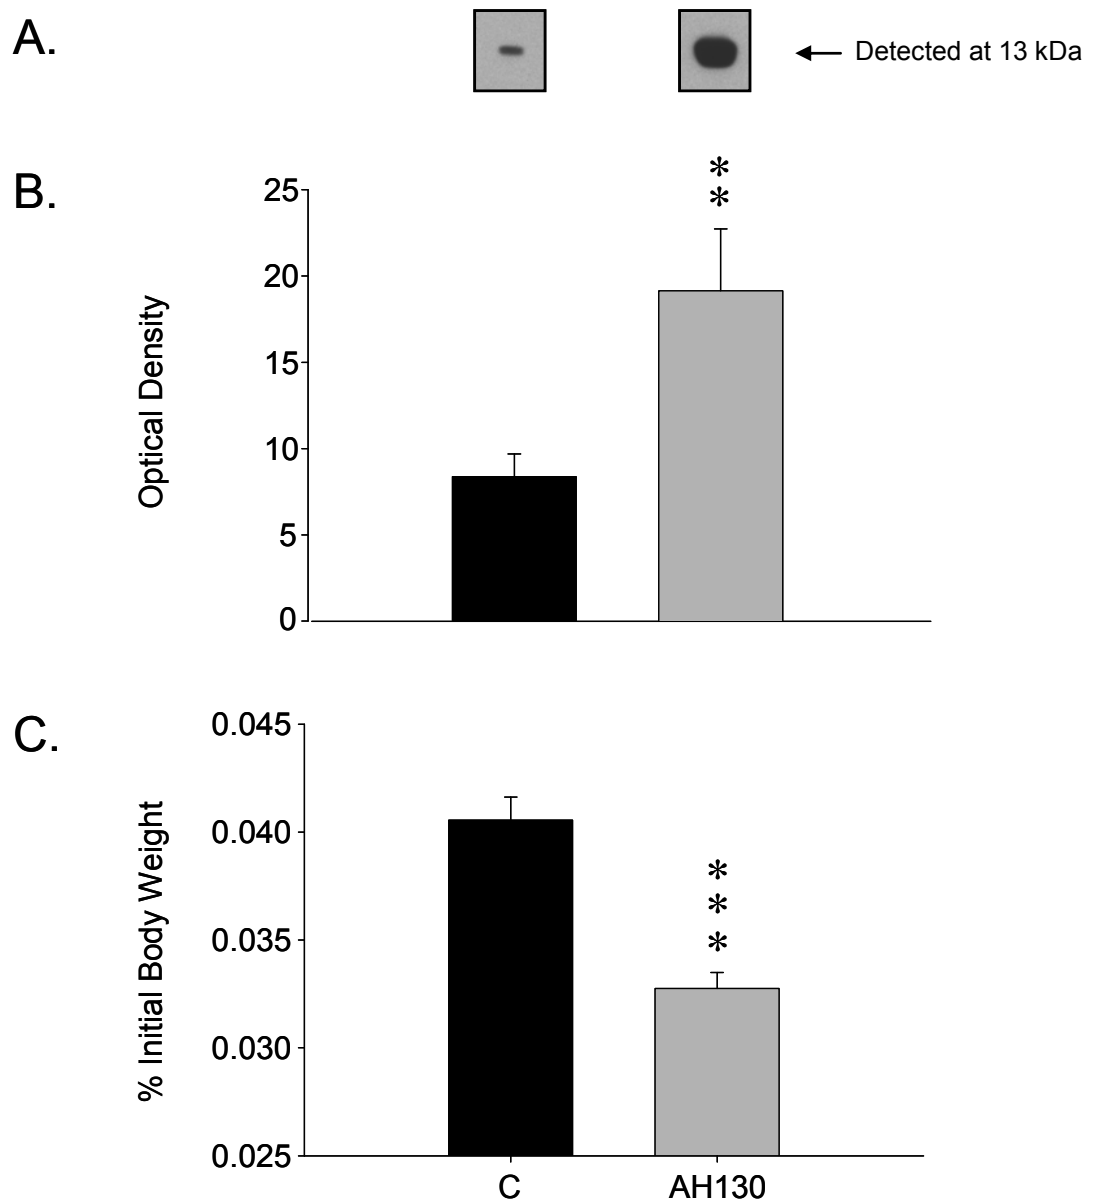 A.
Detected at 13 kDa
B.
**
25
20
15
10
5
0
Optical Density
C.
0.045
0.040
0.035
0.030
0.025
% Initial Body Weight
***
C
AH130